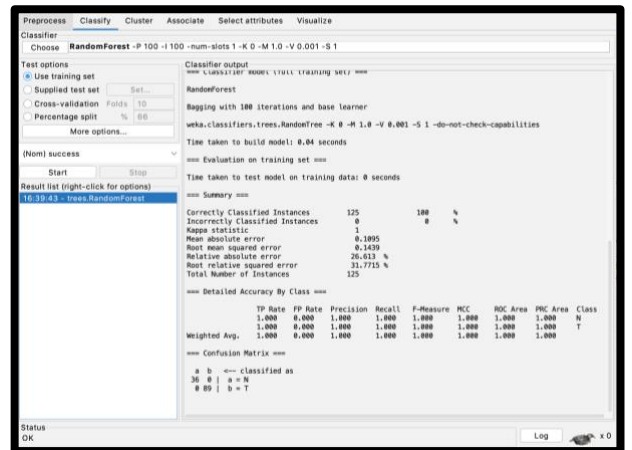 Preprocess Classify Cluster Associate Select attributes Visualize
Classifier
Choose RandomForest -P 100 -I 100 -num-slots 1 -K 0 -M 1.0 -V 0.001 -S 1
Test options
Use training set
Supplied test set Set...
Cross-validation Folds 10
Percentage split % 66
More options...
(Nom) success
Start Stop
Result list (right-click for options)
16:39:43 - trees.RandomForest
Classifier output
=== Classifier model (full training set) ===
RandomForest
Bagging with 100 iterations and base learner
weka.classifiers.trees.RandomTree -K 0 -M 1.0 -V 0.001 -S 1 -do-not-check-capabilities
Time taken to build model: 0.04 seconds
=== Evaluation on training set ===
Time taken to test model on training data: 0 seconds
=== Summary ===
Correctly Classified Instances 125 100 %
Incorrectly Classified Instances 0 0 %
Kappa statistic 1
Mean absolute error 0.1095
Root mean squared error 0.1439
Relative absolute error 26.613 %
Root relative squared error 31.7715 %
Total Number of Instances 125
=== Detailed Accuracy By Class ===
TP Rate FP Rate Precision Recall F-Measure MCC ROC Area PRC Area Class
1.000 0.000 1.000 1.000 1.000 1.000 1.000 1.000 N
1.000 0.000 1.000 1.000 1.000 1.000 1.000 1.000 T
Weighted Avg. 1.000 0.000 1.000 1.000 1.000 1.000 1.000 1.000
=== Confusion Matrix ===
a b <-- classified as
36 0 | a = N
0 89 | b = T
Status
OK
Log x 0